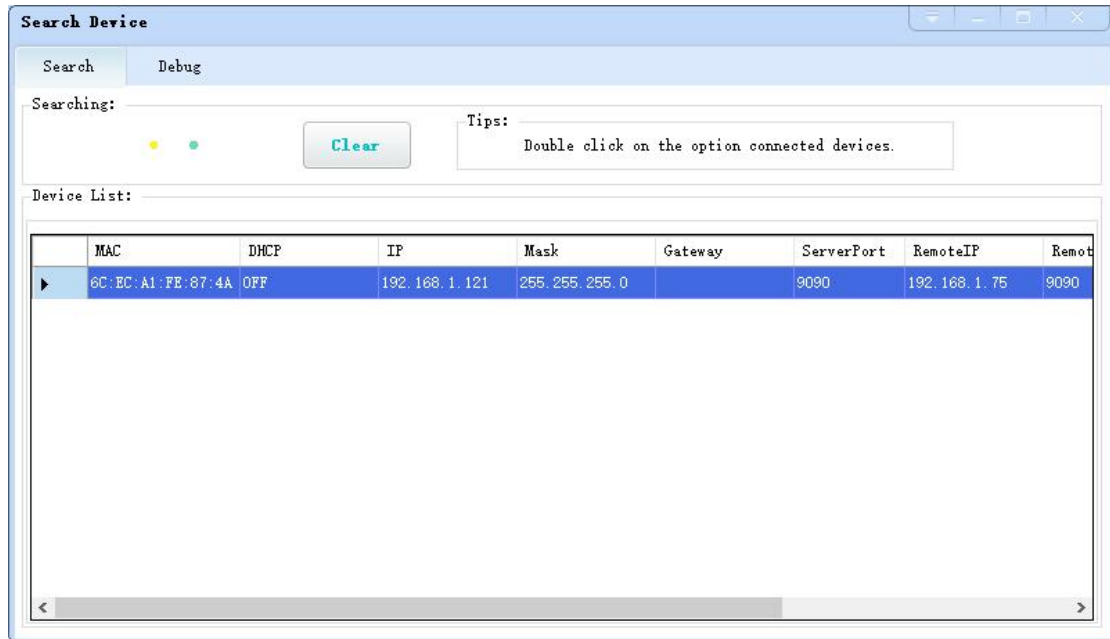 Search Device
Search Debug
Searching:
Clear
Tips:
Double click on the option connected devices.
Device List:
MAC DHCP IP Mask Gateway ServerPort RemoteIP Remot
6C:EC:A1:FE:87:4A OFF 192.168.1.121 255.255.255.0 9090 192.168.1.75 9090